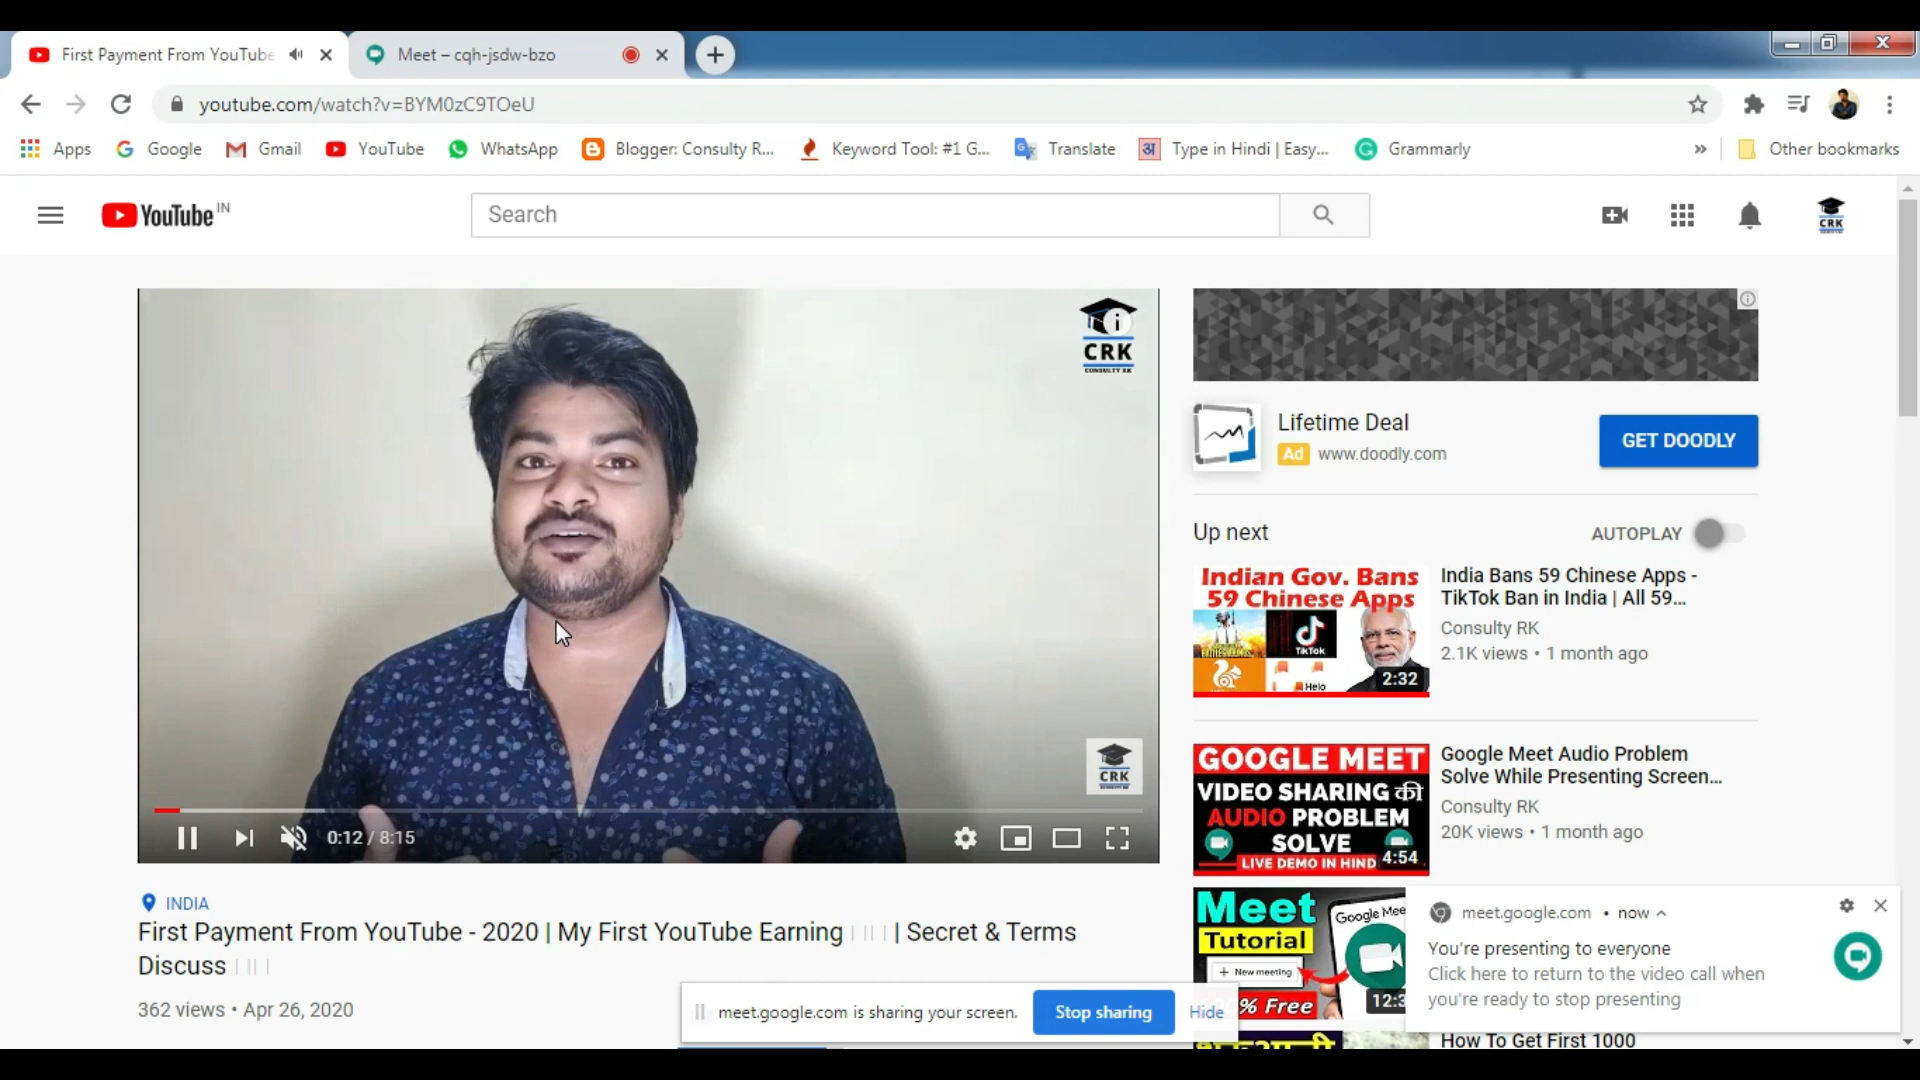 First Payment From YouTube
Meet – cqh-jsdw-bzo
youtube.com/watch?v=BYM0zC9TOeU
Apps
Google
Gmail
YouTube
WhatsApp
Blogger: Consulty R...
Keyword Tool: #1 G...
Translate
अ
Type in Hindi | Easy...
Grammarly
»
Other bookmarks
YouTube IN
Search
CRK
CRK
CONSULTY RK
CRK
0:12 / 8:15
Lifetime Deal
Ad www.doodly.com
GET DOODLY
Up next
AUTOPLAY
Indian Gov. Bans
59 Chinese Apps
TikTok
Helo
2:32
India Bans 59 Chinese Apps -
TikTok Ban in India | All 59...
Consulty RK
2.1K views • 1 month ago
GOOGLE MEET
VIDEO SHARING की
AUDIO PROBLEM
SOLVE
LIVE DEMO IN HIND
4:54
Google Meet Audio Problem
Solve While Presenting Screen...
Consulty RK
20K views • 1 month ago
Meet
Tutorial
+ New meeting
Google Mee
% Free
12:3
meet.google.com • now
You're presenting to everyone
Click here to return to the video call when
you're ready to stop presenting
INDIA
First Payment From YouTube - 2020 | My First YouTube Earning | Secret & Terms
Discuss
362 views • Apr 26, 2020
meet.google.com is sharing your screen.
Stop sharing
Hide
How To Get First 1000